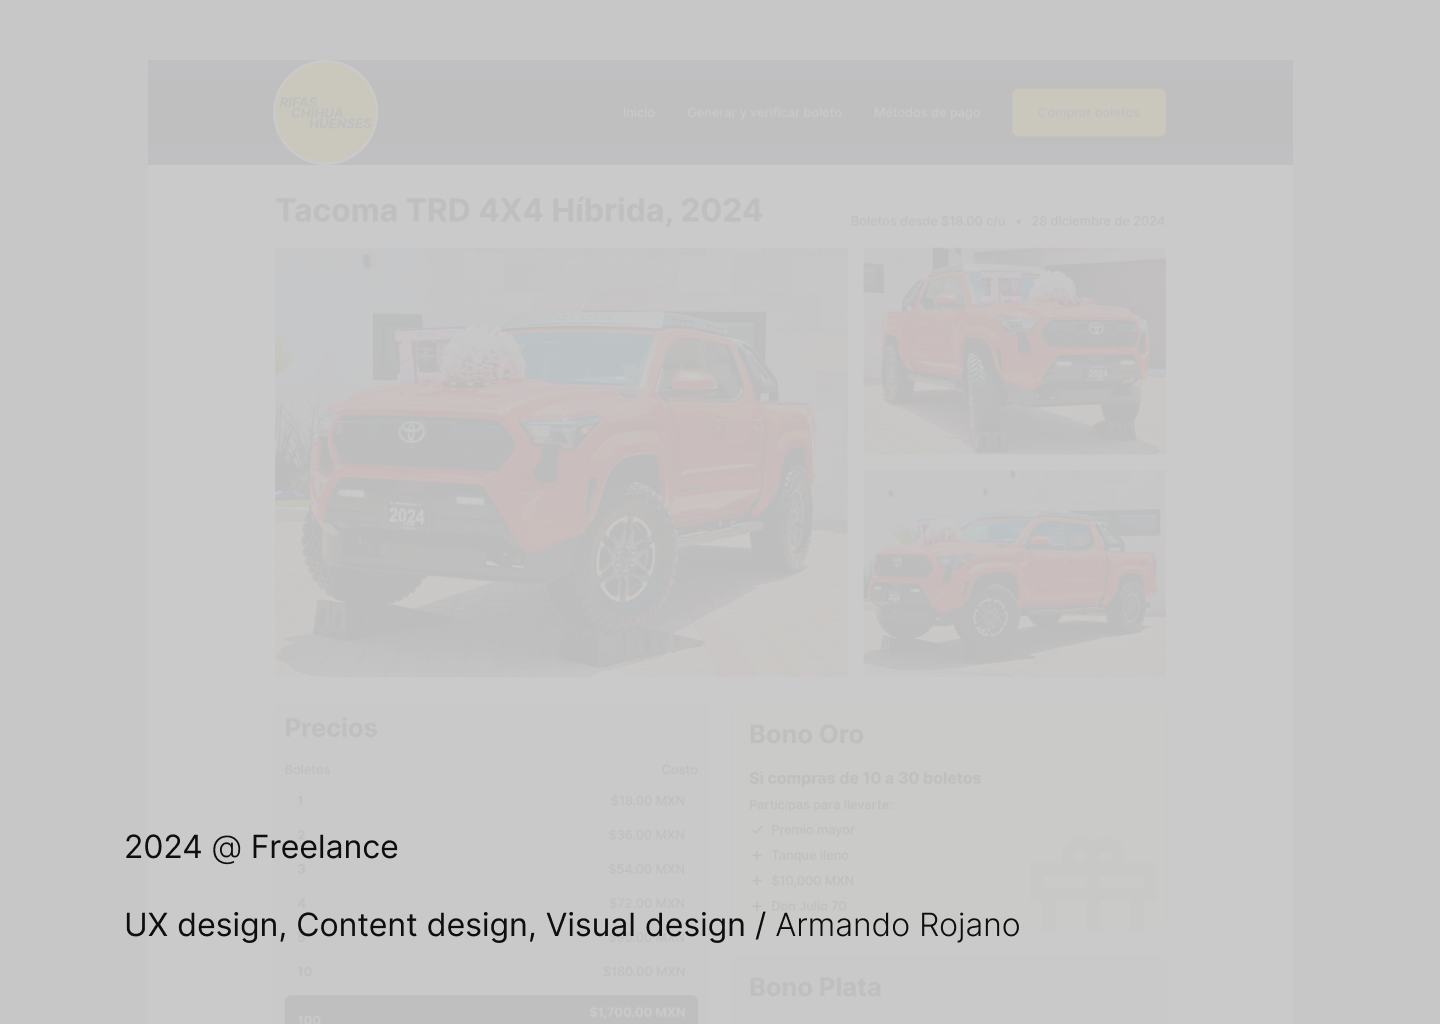 RIFAS
CHIHUA
HUENSES
Inicio
Generar y verificar boleto
Métodos de pago
Comprar boletos
Tacoma TRD 4X4 Híbrida, 2024
Boletos desde $18.00 c/u • 28 diciembre de 2024
2024
Precios
Boletos Costo
1 $18.00 MXN
2 $36.00 MXN
3 $54.00 MXN
4 $72.00 MXN
10 $180.00 MXN
100 $1,700.00 MXN
Bono Oro
Si compras de 10 a 30 boletos
Participas para llevarte:
Premio mayor
Tanque lleno
$10,000 MXN
Don Julio 70
Bono Plata
2024 @ Freelance
UX design, Content design, Visual design / Armando Rojano